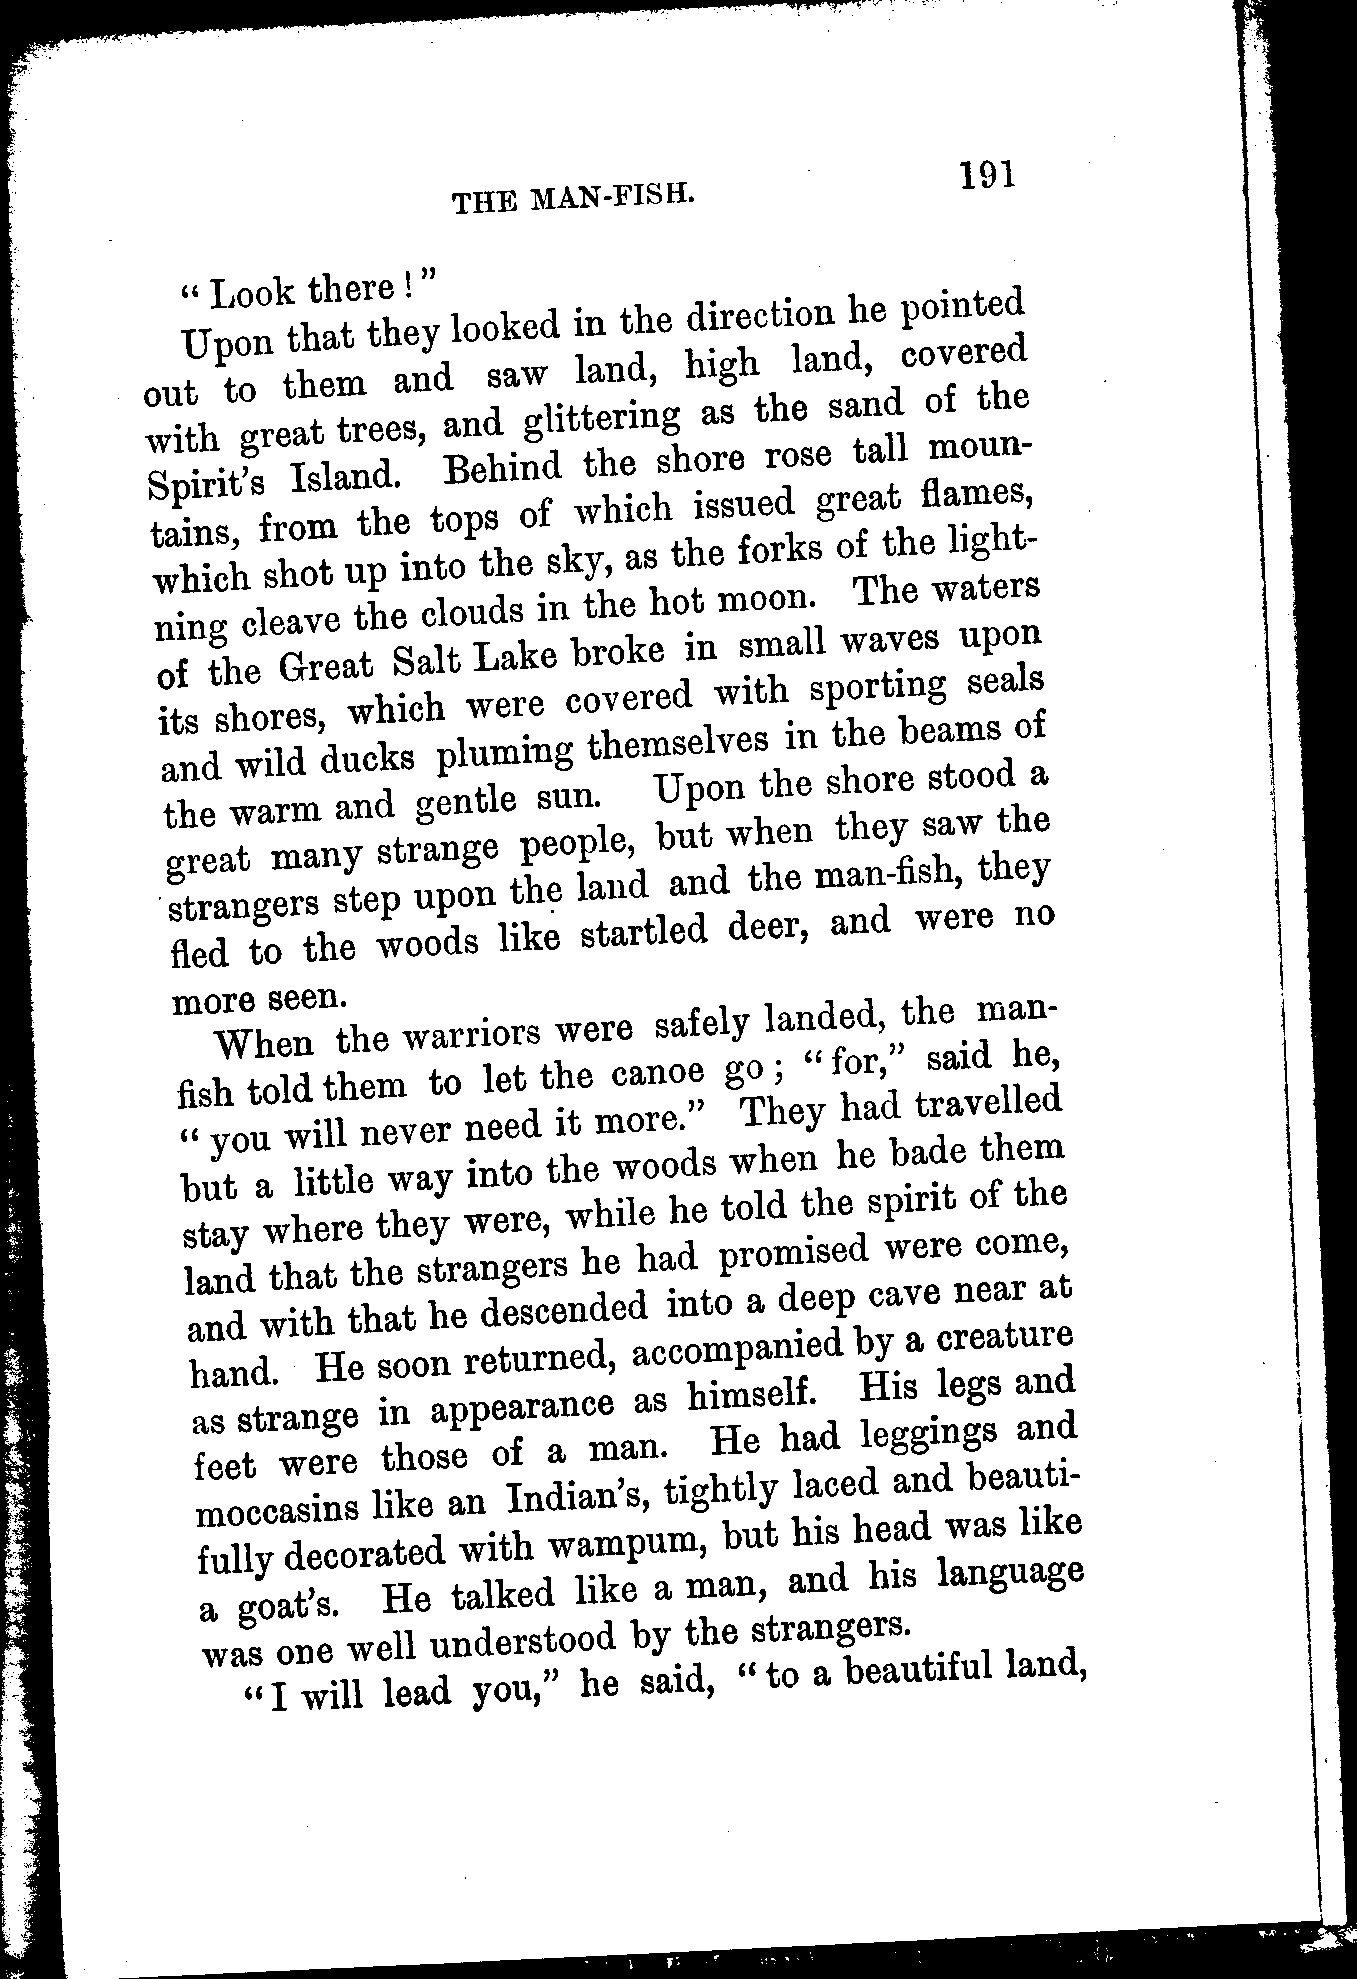 THE MAN-FISH. 191
“ Look there ! ”
Upon that they looked in the direction he pointed
out to them and saw land, high land, covered
with great trees, and glittering as the sand of the
Spirit's Island. Behind the shore rose tall moun-
tains, from the tops of which issued great flames,
which shot up into the sky, as the forks of the light-
ning cleave the clouds in the hot moon. The waters
of the Great Salt Lake broke in small waves upon
its shores, which were covered with sporting seals
and wild ducks pluming themselves in the beams of
the warm and gentle sun. Upon the shore stood a
great many strange people, but when they saw the
strangers step upon the land and the man-fish, they
fled to the woods like startled deer, and were no
more seen.
When the warriors were safely landed, the man-
fish told them to let the canoe go ; “ for,” said he,
“ you will never need it more.” They had travelled
but a little way into the woods when he bade them
stay where they were, while he told the spirit of the
land that the strangers he had promised were come,
and with that he descended into a deep cave near at
hand. He soon returned, accompanied by a creature
as strange in appearance as himself. His legs and
feet were those of a man. He had leggings and
moccasins like an Indian's, tightly laced and beauti-
fully decorated with wampum, but his head was like
a goat's. He talked like a man, and his language
was one well understood by the strangers.
“ I will lead you,” he said, “ to a beautiful land,